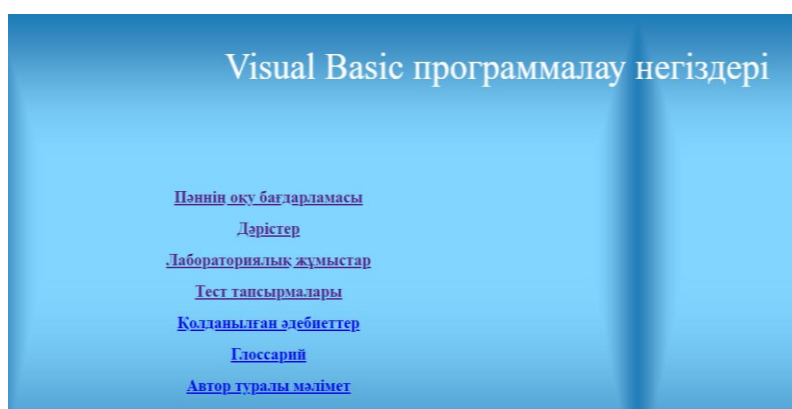 Visual Basic программалау негіздері
Пәннің оқу бағдарламасы
Дәрістер
Лабораториялық жұмыстар
Тест тапсырмалары
Қолданылған әдебиеттер
Глоссарий
Автор туралы мәлімет